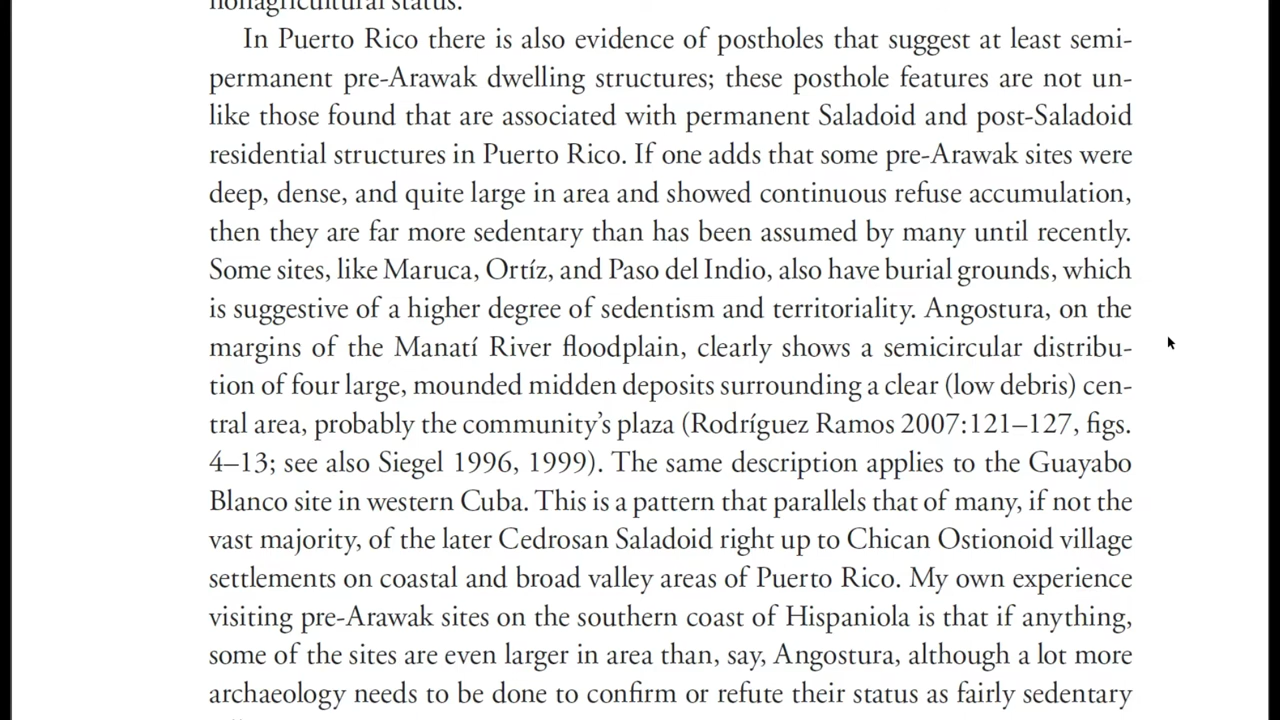 nonagricultural status.
In Puerto Rico there is also evidence of postholes that suggest at least semi-
permanent pre-Arawak dwelling structures; these posthole features are not un-
like those found that are associated with permanent Saladoid and post-Saladoid
residential structures in Puerto Rico. If one adds that some pre-Arawak sites were
deep, dense, and quite large in area and showed continuous refuse accumulation,
then they are far more sedentary than has been assumed by many until recently.
Some sites, like Maruca, Ortíz, and Paso del Indio, also have burial grounds, which
is suggestive of a higher degree of sedentism and territoriality. Angostura, on the
margins of the Manatí River floodplain, clearly shows a semicircular distribu-
tion of four large, mounded midden deposits surrounding a clear (low debris) cen-
tral area, probably the community’s plaza (Rodríguez Ramos 2007:121–127, figs.
4–13; see also Siegel 1996, 1999). The same description applies to the Guayabo
Blanco site in western Cuba. This is a pattern that parallels that of many, if not the
vast majority, of the later Cedrosan Saladoid right up to Chican Ostionoid village
settlements on coastal and broad valley areas of Puerto Rico. My own experience
visiting pre-Arawak sites on the southern coast of Hispaniola is that if anything,
some of the sites are even larger in area than, say, Angostura, although a lot more
archaeology needs to be done to confirm or refute their status as fairly sedentary